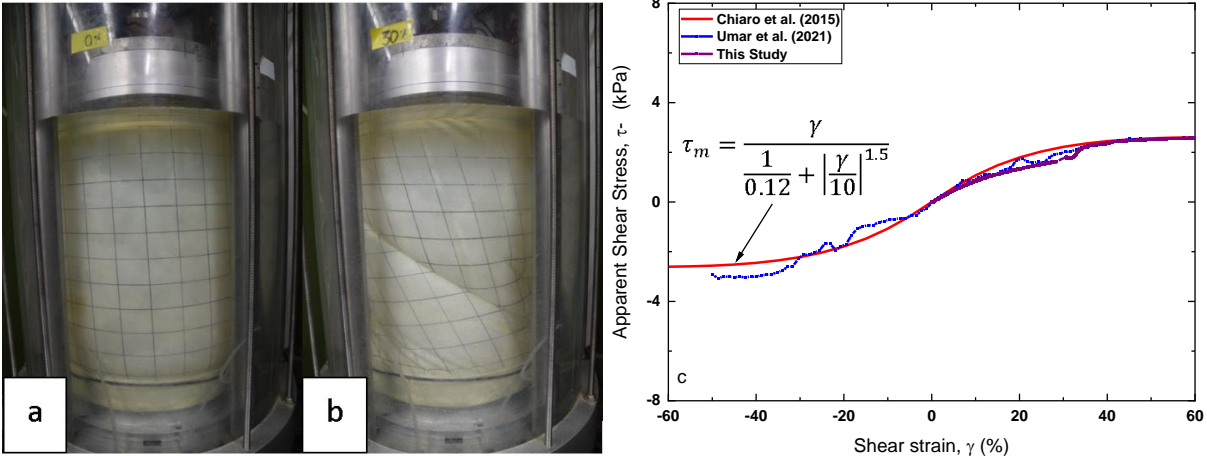 0%
30%
a
b
Chiaro et al. (2015)
Umar et al. (2021)
This Study
τₘ = γ / (1/0.12 + |γ/10|^1.5)
Apparent Shear Stress, τ- (kPa)
8
4
0
-4
-8
c
-60 -40 -20 0 20 40 60
Shear strain, γ (%)